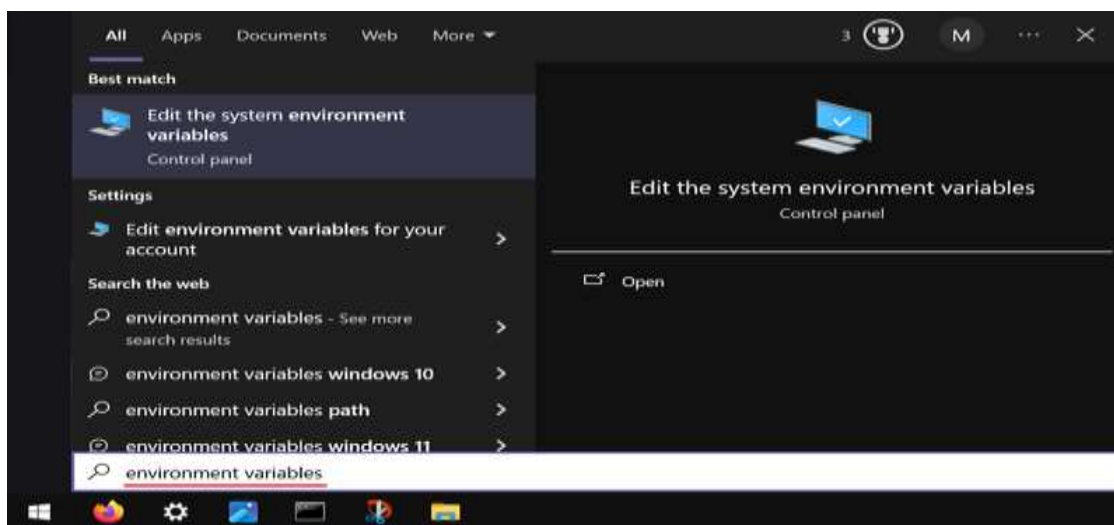 All Apps Documents Web More 3 M ...
Best match
Edit the system environment
variables
Control panel
Settings
Edit environment variables for your
account
Search the web
environment variables - See more
search results
environment variables windows 10
environment variables path
environment variables windows 11
environment variables
Edit the system environment variables
Control panel
Open